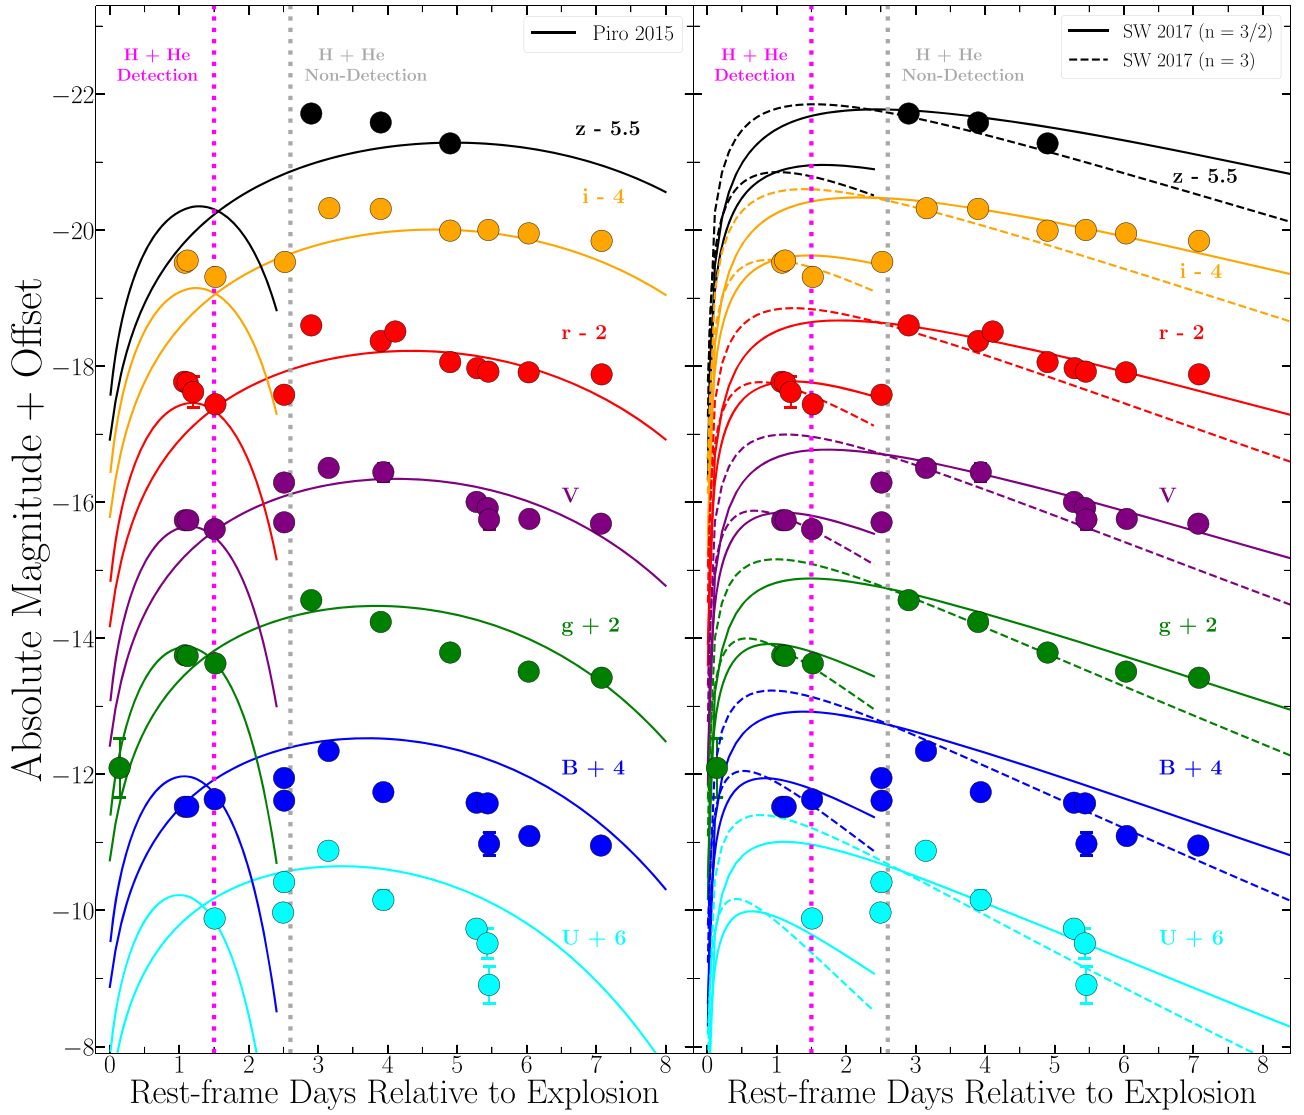 Absolute Magnitude + Offset
−22
−20
−18
−16
−14
−12
−10
−8
Piro 2015
H + He
Detection
H + He
Non-Detection
z - 5.5
i - 4
r - 2
V
g + 2
B + 4
U + 6
0 1 2 3 4 5 6 7 8
Rest-frame Days Relative to Explosion
SW 2017 (n = 3/2)
SW 2017 (n = 3)
H + He
Detection
H + He
Non-Detection
z - 5.5
i - 4
r - 2
V
g + 2
B + 4
U + 6
0 1 2 3 4 5 6 7 8
Rest-frame Days Relative to Explosion